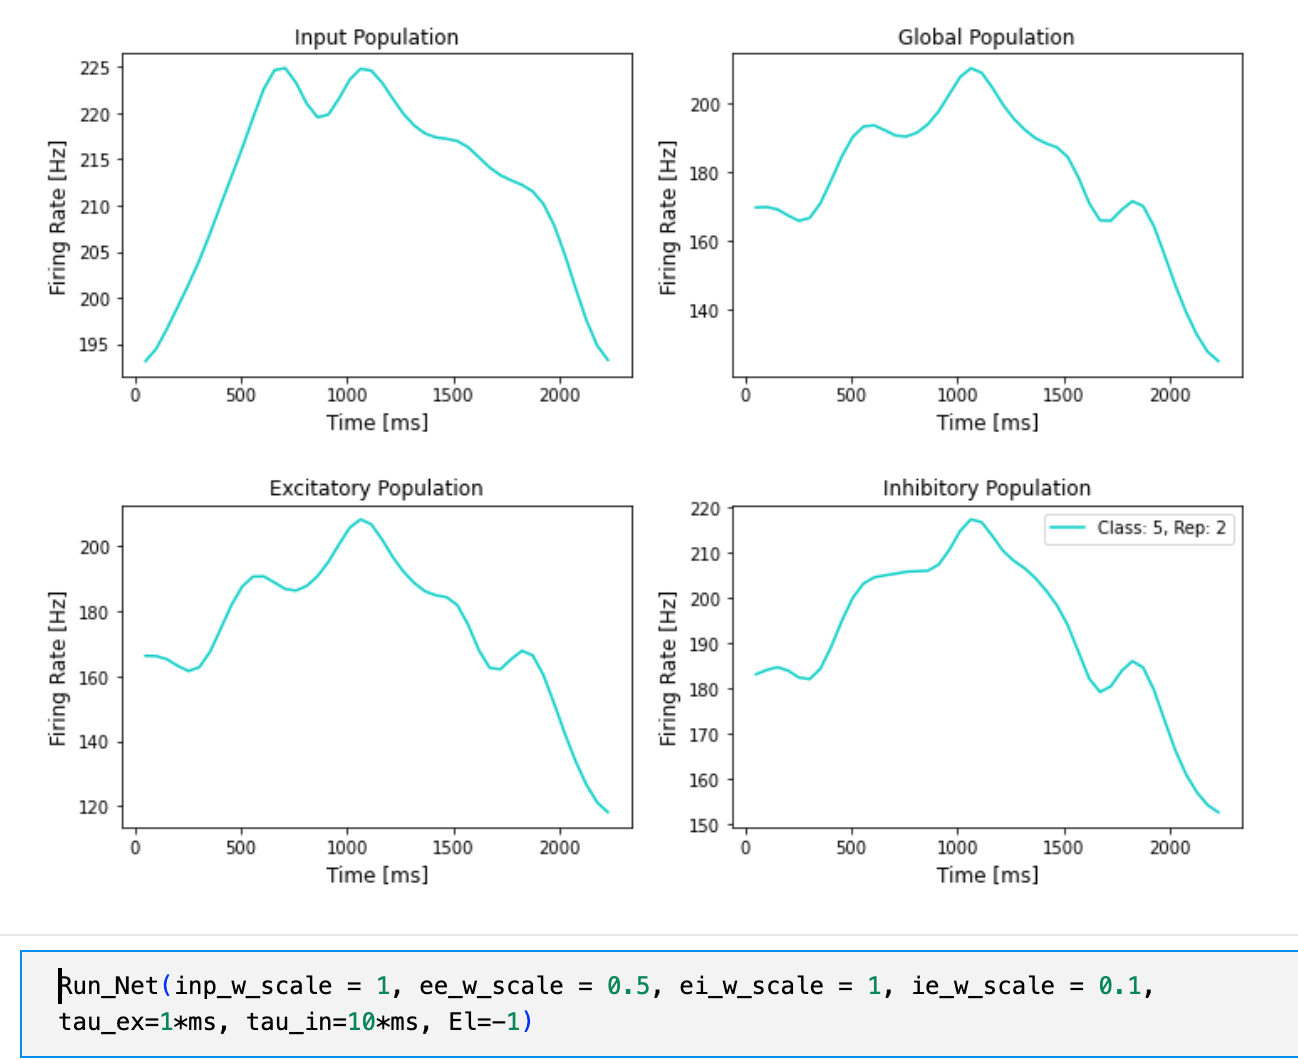 Input Population
Firing Rate [Hz]
225
220
215
210
205
200
195
0 500 1000 1500 2000
Time [ms]
Global Population
Firing Rate [Hz]
200
180
160
140
0 500 1000 1500 2000
Time [ms]
Excitatory Population
Firing Rate [Hz]
200
180
160
140
120
0 500 1000 1500 2000
Time [ms]
Inhibitory Population
Firing Rate [Hz]
220
210
200
190
180
170
160
150
Class: 5, Rep: 2
0 500 1000 1500 2000
Time [ms]
Run_Net(inp_w_scale = 1, ee_w_scale = 0.5, ei_w_scale = 1, ie_w_scale = 0.1,
tau_ex=1*ms, tau_in=10*ms, El=-1)